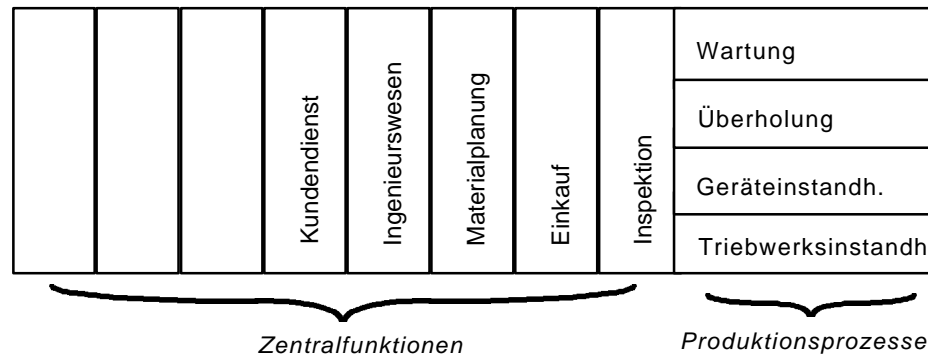 Kundendienst
Ingenieurswesen
Materialplanung
Einkauf
Inspektion
Wartung
Überholung
Geräteinstandh.
Triebwerksinstandh
Zentralfunktionen
Produktionsprozesse